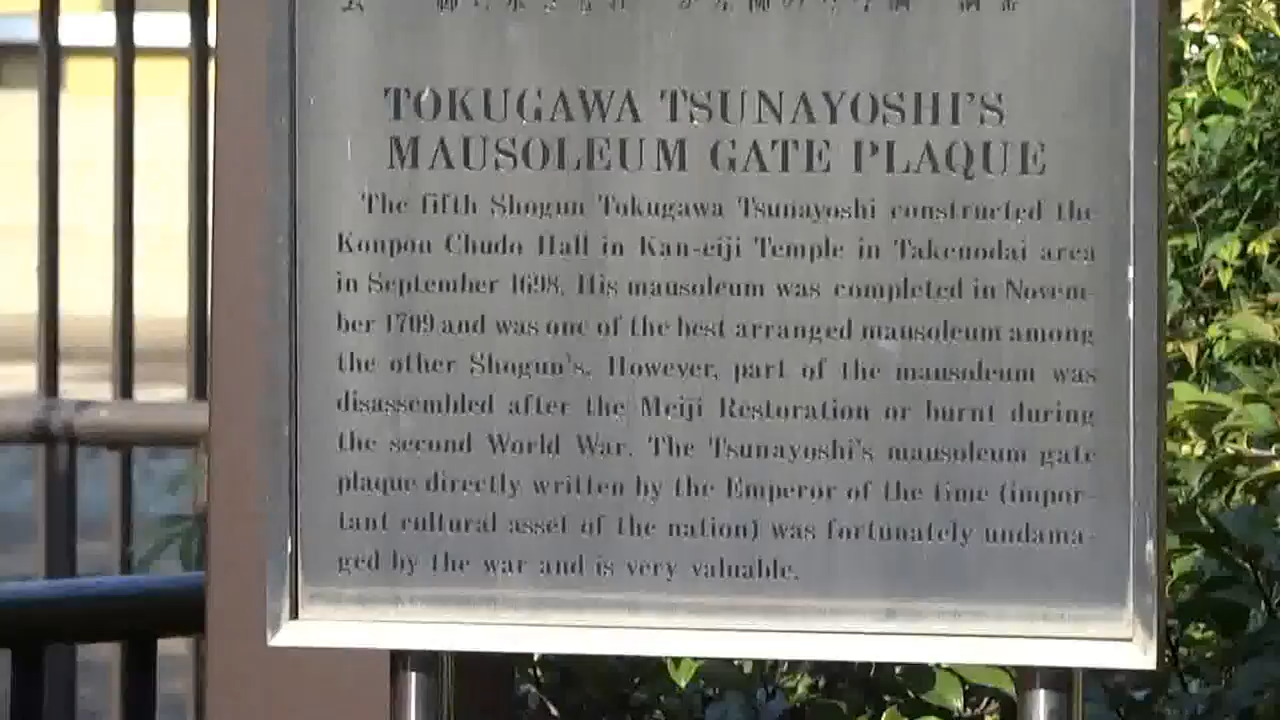 TOKUGAWA TSUNAYOSHI'S
MAUSOLEUM GATE PLAQUE
The fifth Shogun Tokugawa Tsunayoshi constructed the
Konpon Chudo Hall in Kan-eiji Temple in Takenodai area
in September 1698. His mausoleum was completed in Novem-
ber 1709 and was one of the best arranged mausoleum among
the other Shogun's. However, part of the mausoleum was
disassembled after the Meiji Restoration or burnt during
the second World War. The Tsunayoshi's mausoleum gate
plaque directly written by the Emperor of the time (impor-
tant cultural asset of the nation) was fortunately undama-
ged by the war and is very valuable.